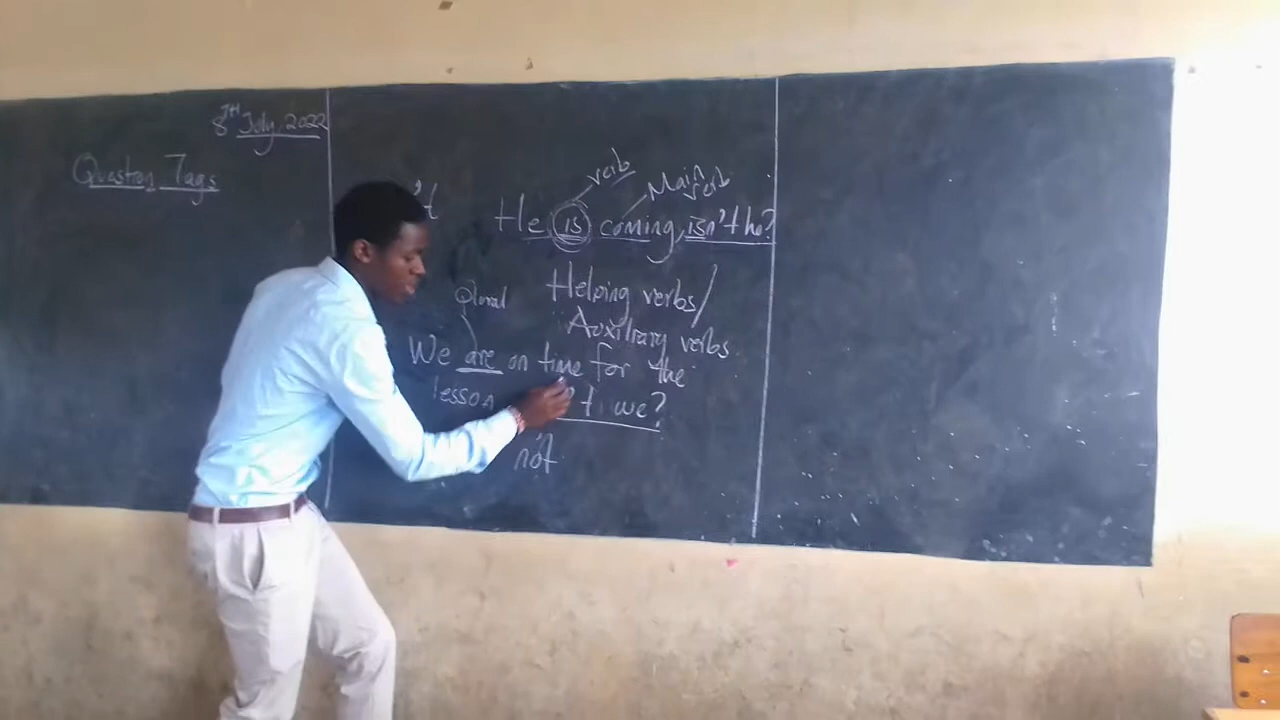 8TH July, 2022
Question Tags
't
verb
Main verb
He is coming, isn't he?
Helping verbs/
Auxiliary verbs
Plural
We are on time for the
lesson 't we?
not